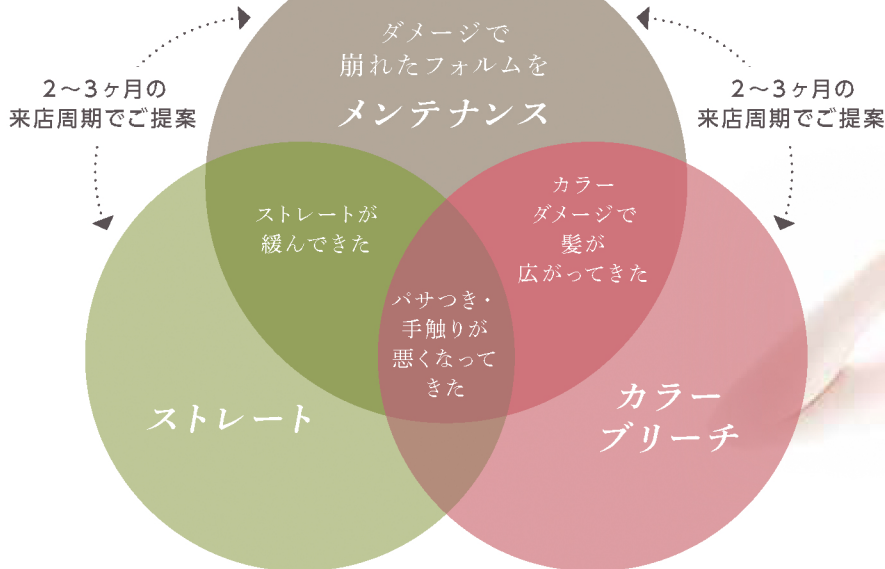 ダメージで
崩れたフォルムを
メンテナンス
2〜3ヶ月の
来店周期でご提案
2〜3ヶ月の
来店周期でご提案
ストレートが
緩んできた
カラー
ダメージで
髪が
広がってきた
パサつき・
手触りが
悪くなって
きた
ストレート
カラー
ブリーチ